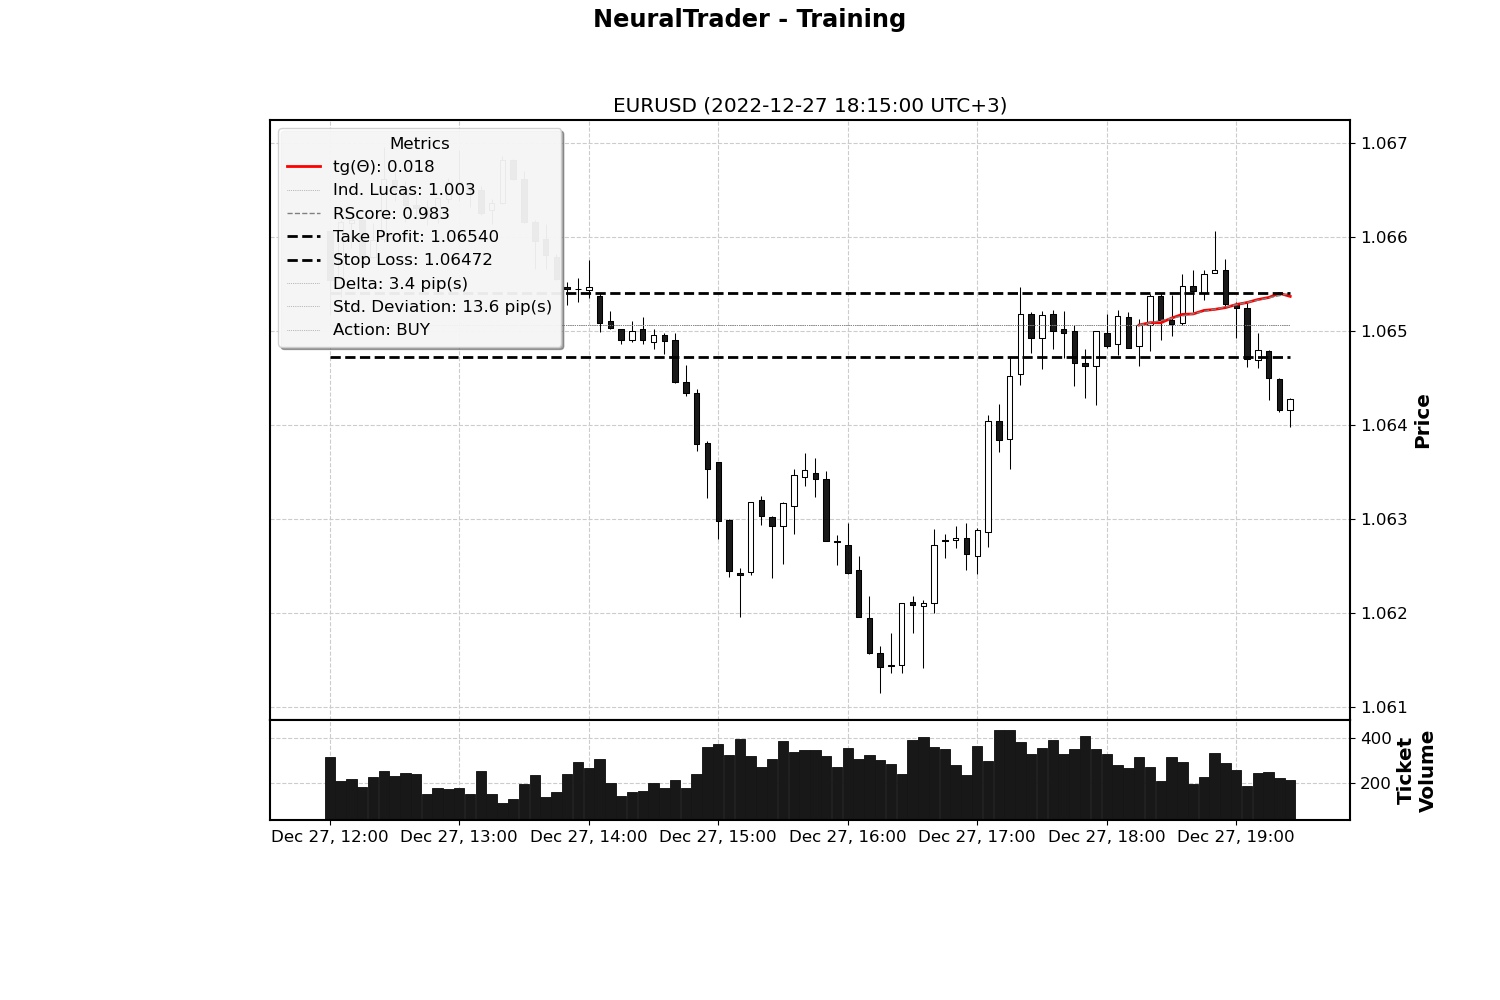 NeuralTrader - Training
EURUSD (2022-12-27 18:15:00 UTC+3)
Metrics
tg(Θ): 0.018
Ind. Lucas: 1.003
RScore: 0.983
Take Profit: 1.06540
Stop Loss: 1.06472
Delta: 3.4 pip(s)
Std. Deviation: 13.6 pip(s)
Action: BUY
1.067
1.066
1.065
1.064
1.063
1.062
1.061
Price
400
200
Ticket
Volume
Dec 27, 12:00
Dec 27, 13:00
Dec 27, 14:00
Dec 27, 15:00
Dec 27, 16:00
Dec 27, 17:00
Dec 27, 18:00
Dec 27, 19:00